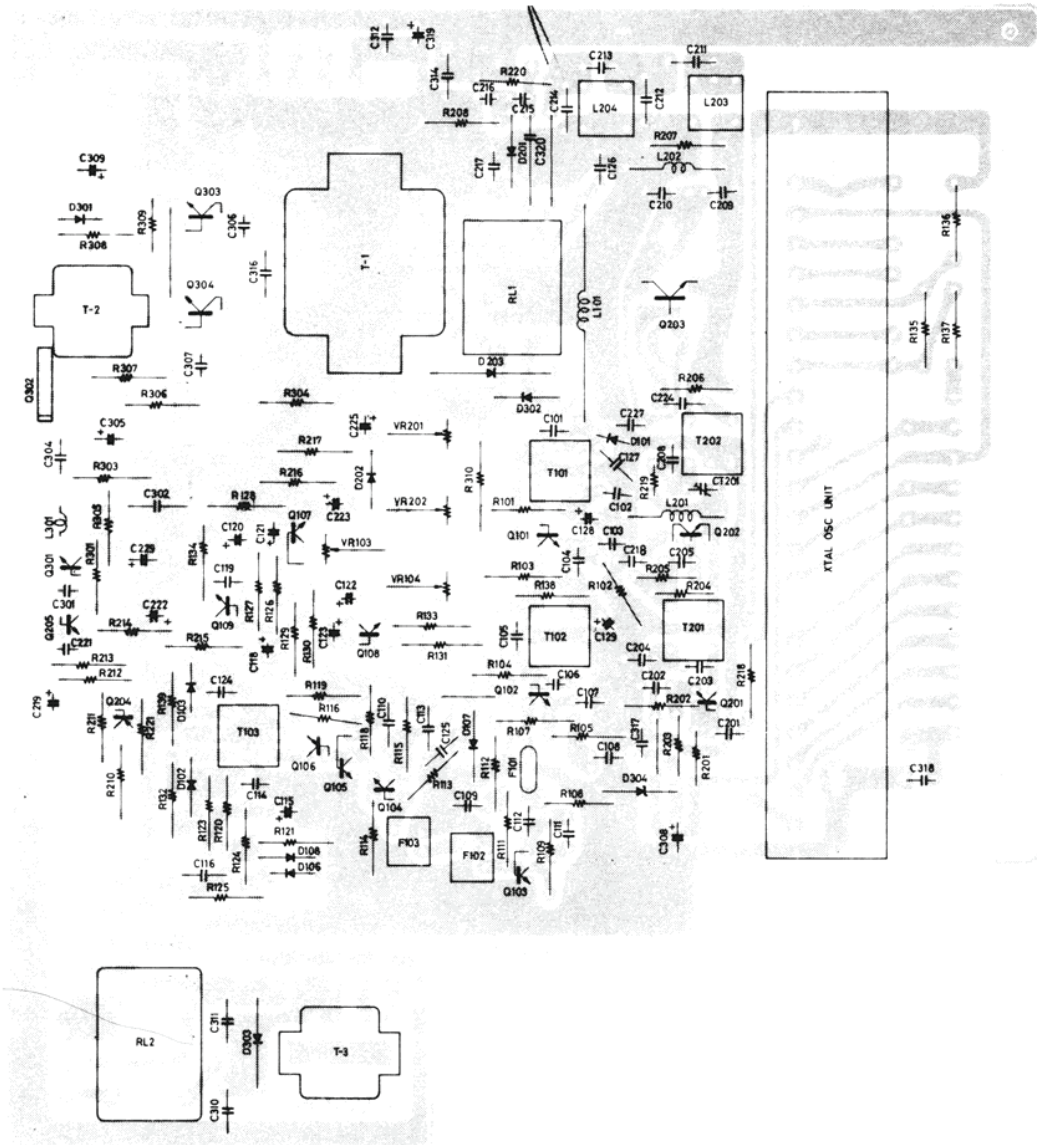 C312
C319
C314
R220
C216
C215
R208
C214
C213
L204
C212
C211
L203
R207
L202
C217
D201
C320
C126
C210
C209
C309
D301
R308
R309
Q303
C306
C316
Q304
T-2
T-1
RL1
L101
Q203
R136
R135
R137
C307
Q302
R307
R306
R304
D203
D302
R206
C224
C305
C304
R217
C225
VR201
C101
C227
D101
T202
C127
C208
T101
R303
C302
R216
R128
D202
C223
VR202
R310
R101
C102
R219
CT201
L201
L301
R305
R301
Q301
C301
C229
R134
C120
C121
Q107
VR103
Q101
C128
C103
C104
C218
C205
Q202
XTAL OSC UNIT
C119
R127
R126
Q109
C122
VR104
R103
R138
R102
R205
R204
Q205
C221
C222
R214
R215
C118
R129
R130
C123
Q108
R133
R131
C105
T102
C129
T201
R213
R212
C219
R211
Q204
R221
R139
D103
C124
R119
R116
R118
C110
R115
C113
C125
D107
R104
Q102
C106
C107
C204
C202
C203
R202
Q201
R218
T103
R107
R105
C317
R203
R201
C201
R210
R132
D102
C114
Q106
Q105
Q104
R113
R112
F101
C108
D304
C318
R123
R120
C115
R124
R121
D108
D106
R114
F103
C109
F102
R111
C112
C111
R108
R109
C308
C116
R125
Q103
RL2
C311
D303
T-3
C310